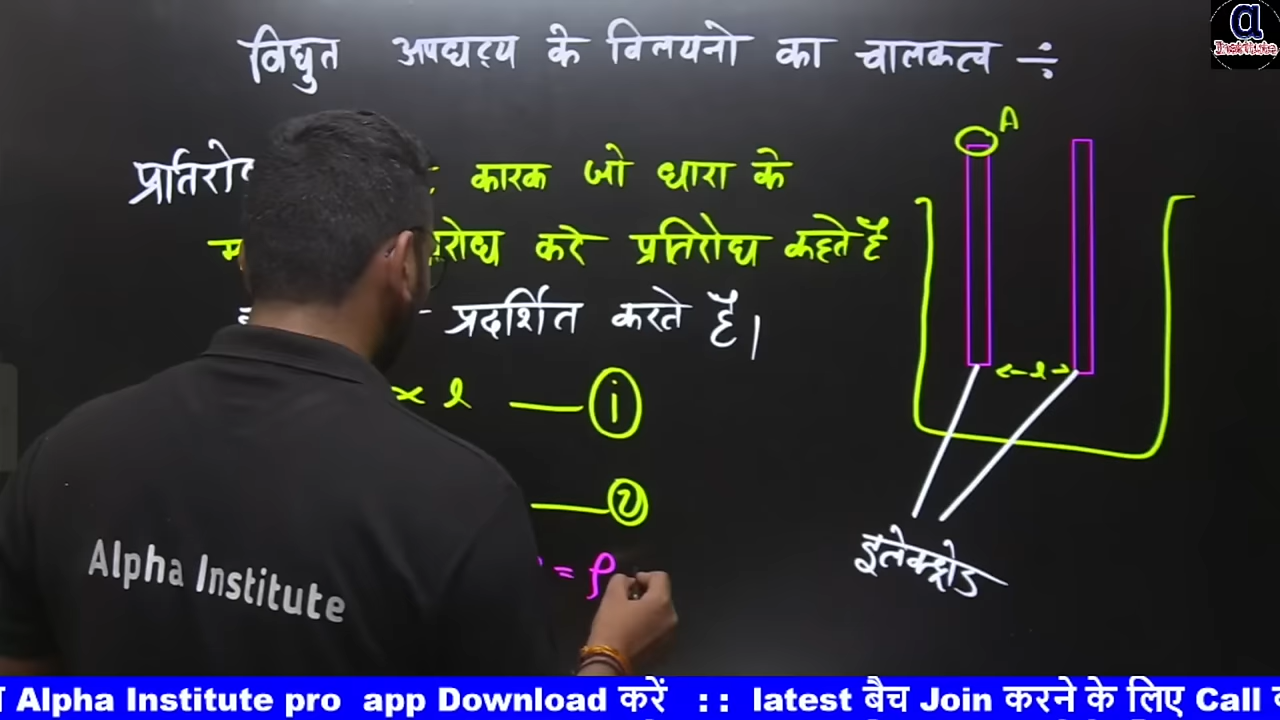 α
Institute
विद्युत अपघट्य के विलयनो का चालकत्व ÷
A
कारक जो धारा के
करे प्रतिरोध कहते है
- प्रदर्शित करते हैं।
l
∝ l — (i)
— (2)
= ρ
इलेक्ट्रोड
Alpha Institute
Alpha Institute pro app Download करें :: latest बैच Join करने के लिए Call